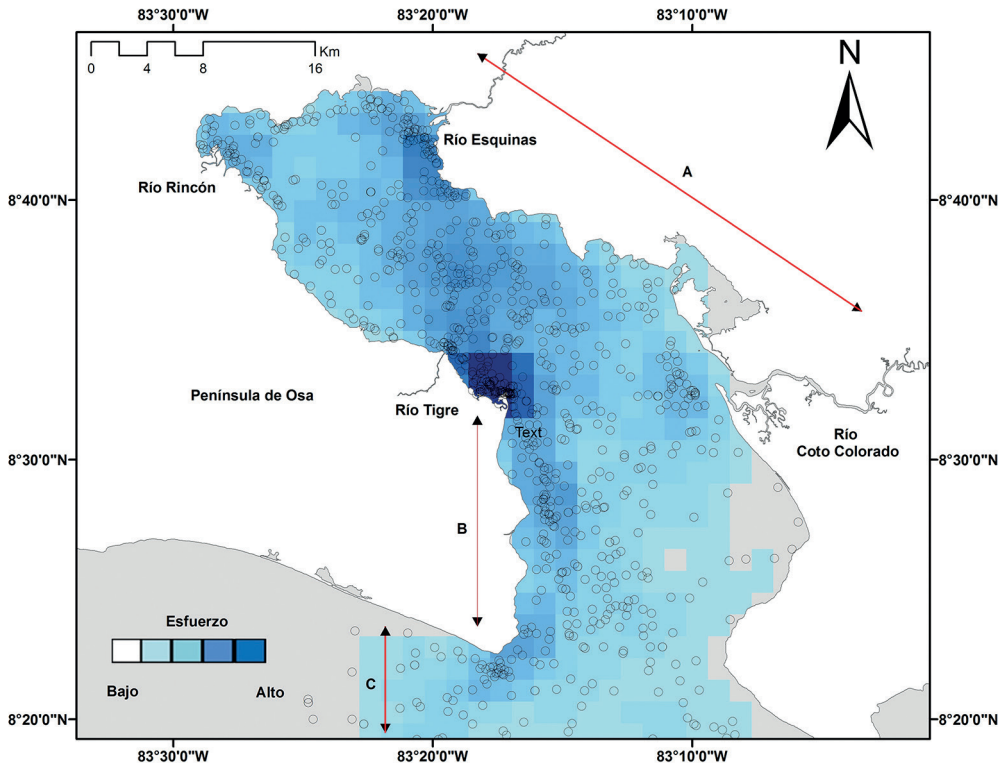 83°30'0"W 83°20'0"W 83°10'0"W
Km
0 4 8 16
N
Río Esquinas
A
Río Rincón
8°40'0"N 8°40'0"N
Península de Osa
Río Tigre
Text
Río
Coto Colorado
8°30'0"N 8°30'0"N
B
Esfuerzo
C
Bajo Alto
8°20'0"N 8°20'0"N
83°30'0"W 83°20'0"W 83°10'0"W